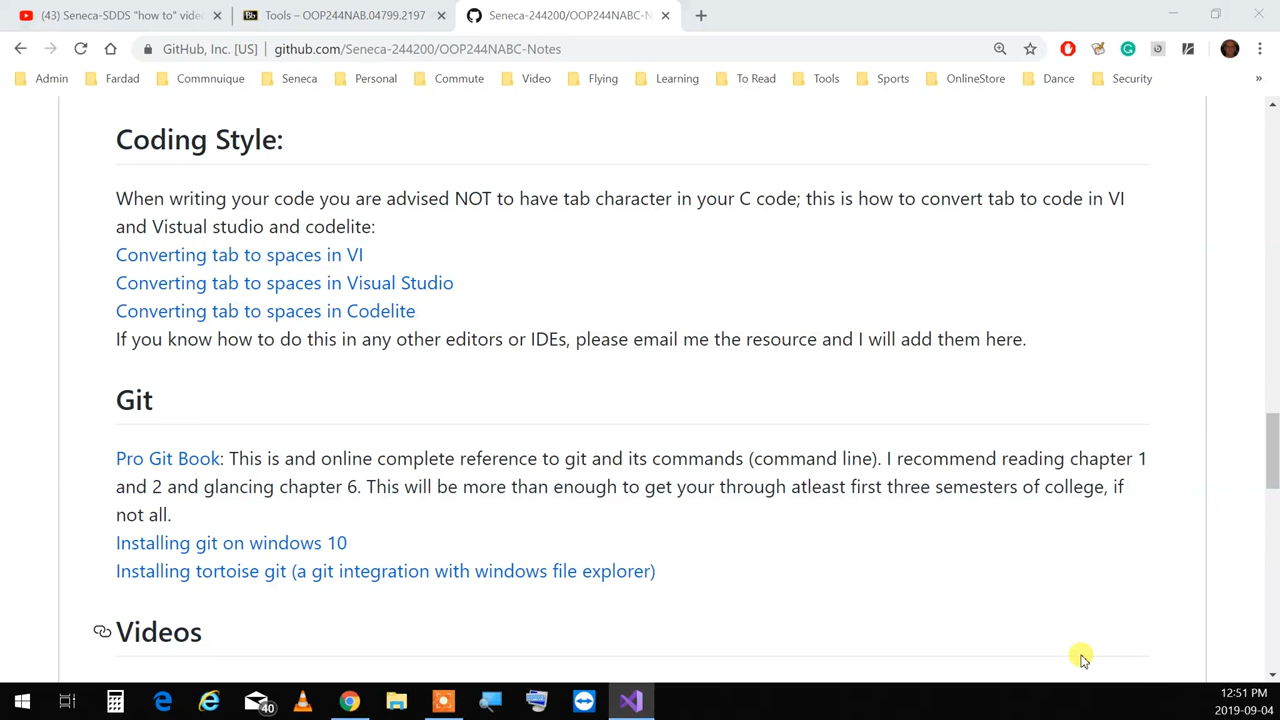 (43) Seneca-SDDS "how to" vide
Tools – OOP244NAB.04799.2197
Seneca-244200/OOP244NABC-N
GitHub, Inc. [US] | github.com/Seneca-244200/OOP244NABC-Notes
Admin
Fardad
Commnuique
Seneca
Personal
Commute
Video
Flying
Learning
To Read
Tools
Sports
OnlineStore
Dance
Security
»
Coding Style:
When writing your code you are advised NOT to have tab character in your C code; this is how to convert tab to code in VI
and Vistual studio and codelite:
Converting tab to spaces in VI
Converting tab to spaces in Visual Studio
Converting tab to spaces in Codelite
If you know how to do this in any other editors or IDEs, please email me the resource and I will add them here.
Git
Pro Git Book: This is and online complete reference to git and its commands (command line). I recommend reading chapter 1
and 2 and glancing chapter 6. This will be more than enough to get your through atleast first three semesters of college, if
not all.
Installing git on windows 10
Installing tortoise git (a git integration with windows file explorer)
Videos
40
12:51 PM
2019-09-04